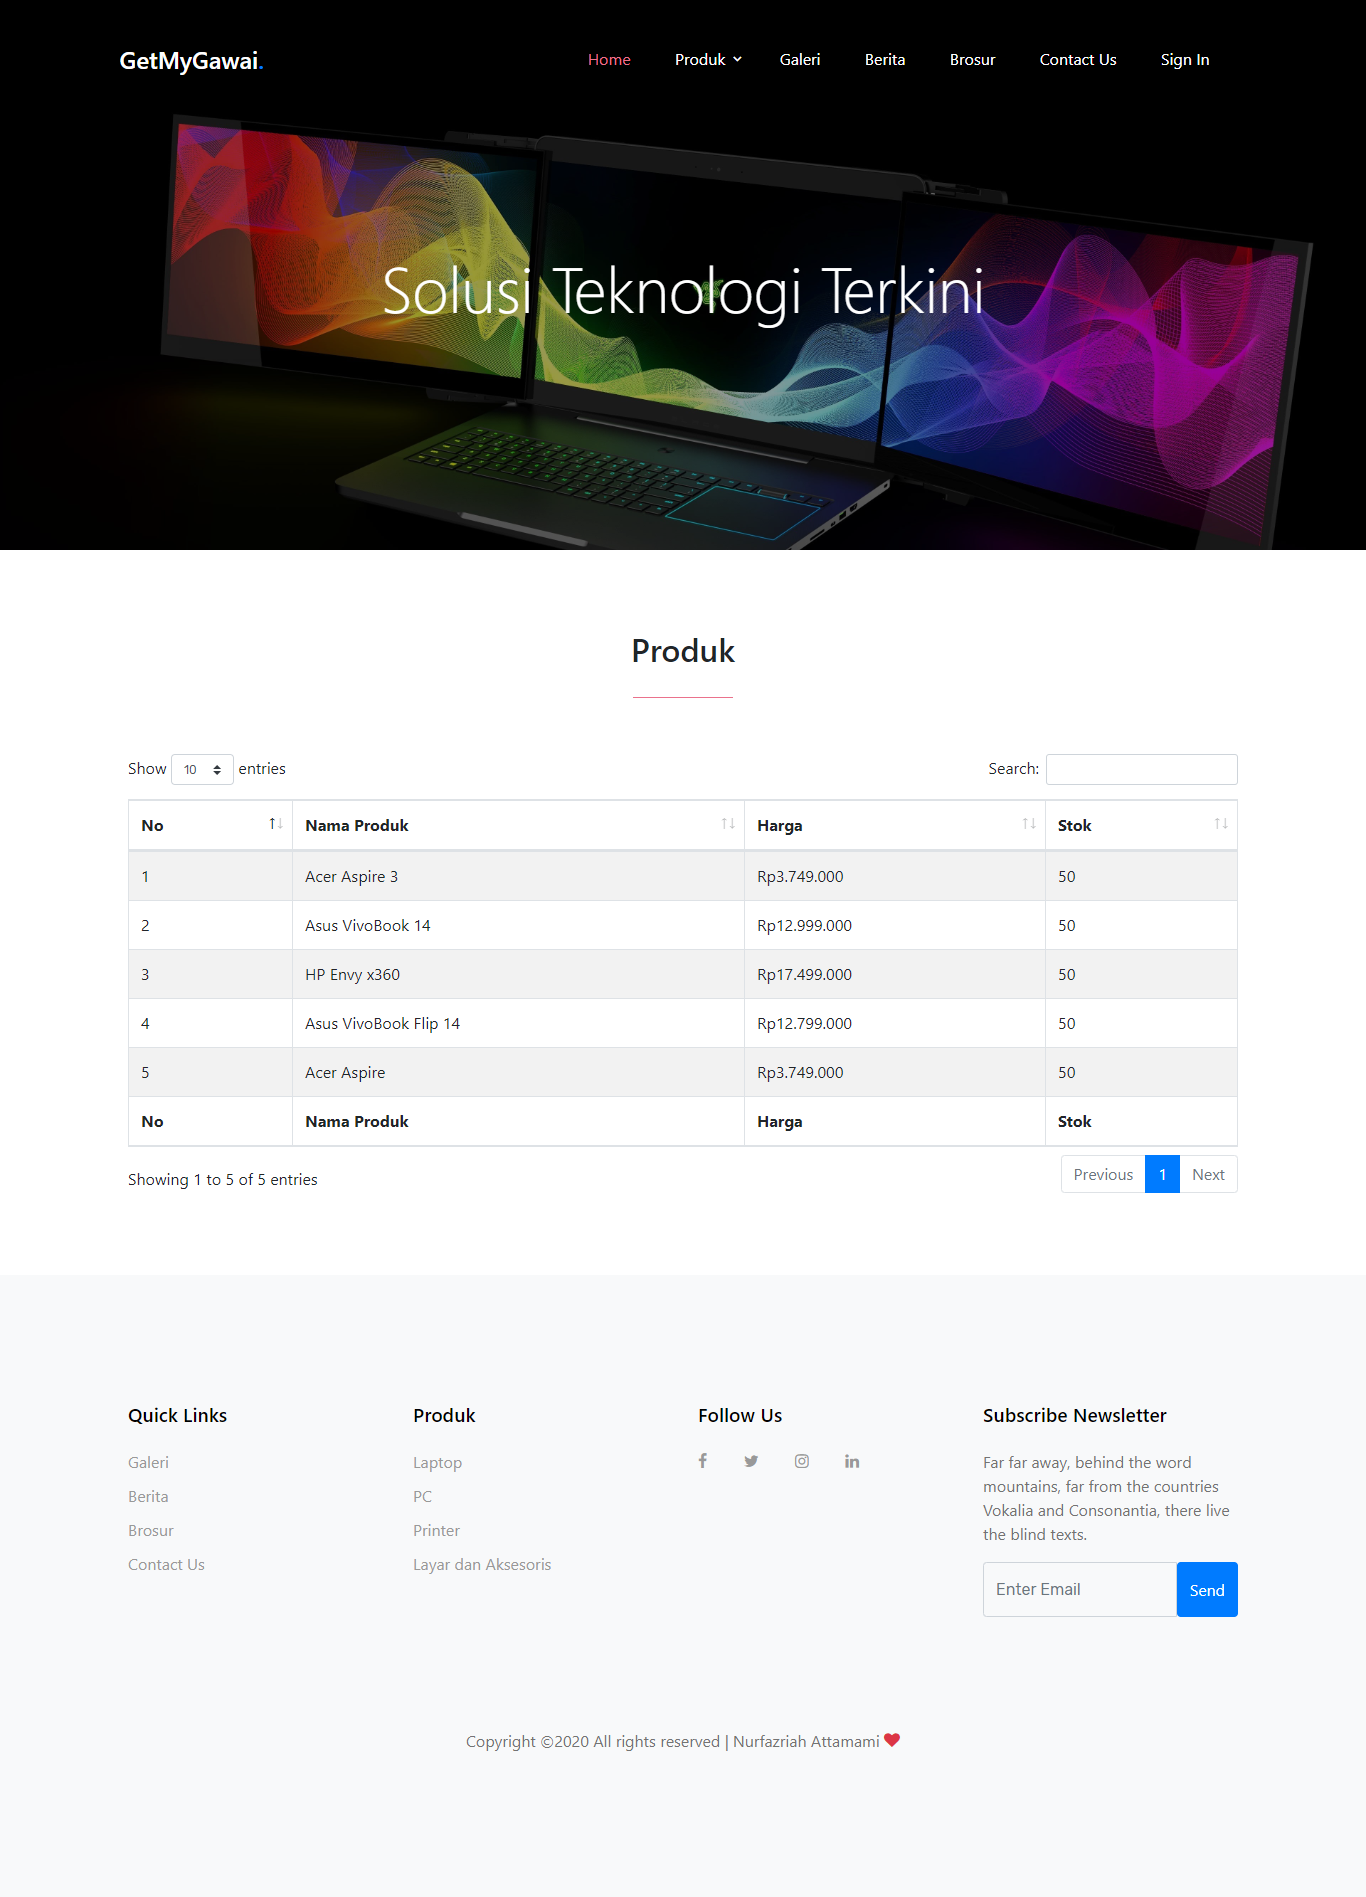 GetMyGawai.
Home Produk Galeri Berita Brosur Contact Us Sign In
Solusi Teknologi Terkini
Produk
Show 10 entries Search:
No Nama Produk Harga Stok
1 Acer Aspire 3 Rp3.749.000 50
2 Asus VivoBook 14 Rp12.999.000 50
3 HP Envy x360 Rp17.499.000 50
4 Asus VivoBook Flip 14 Rp12.799.000 50
5 Acer Aspire Rp3.749.000 50
No Nama Produk Harga Stok
Showing 1 to 5 of 5 entries
Previous 1 Next
Quick Links
Galeri
Berita
Brosur
Contact Us
Produk
Laptop
PC
Printer
Layar dan Aksesoris
Follow Us
Subscribe Newsletter
Far far away, behind the word
mountains, far from the countries
Vokalia and Consonantia, there live
the blind texts.
Enter Email Send
Copyright ©2020 All rights reserved | Nurfazriah Attamami